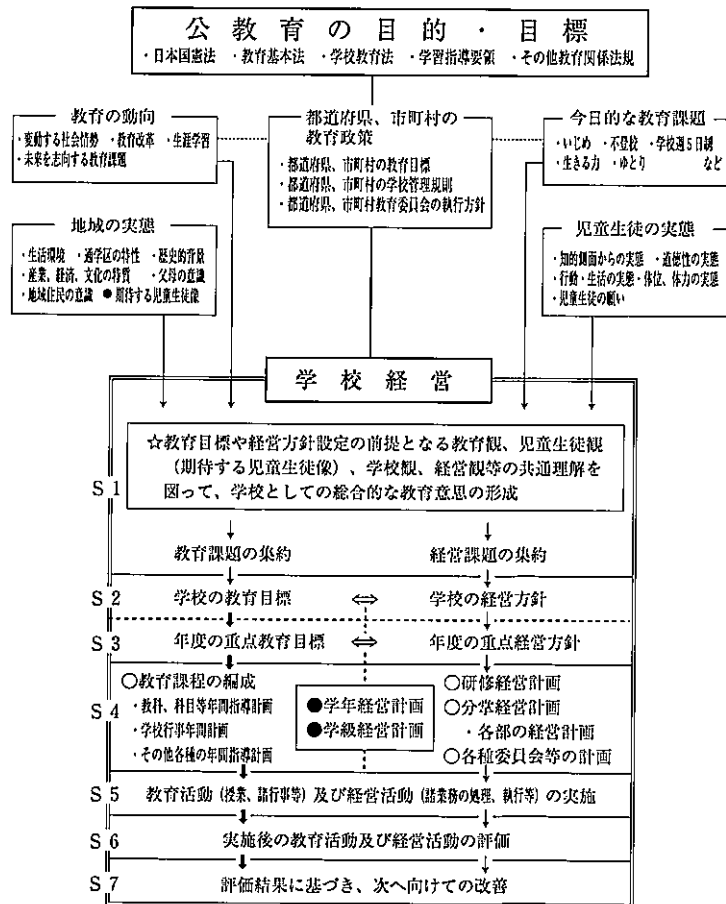 公教育の目的・目標
・日本国憲法 ・教育基本法 ・学校教育法 ・学習指導要領 ・その他教育関係法規
教育の動向
・変動する社会情勢 ・教育改革 ・生涯学習
・未来を志向する教育課題
都道府県、市町村の
教育政策
・都道府県、市町村の教育目標
・都道府県、市町村の学校管理規則
・都道府県、市町村教育委員会の執行方針
今日的な教育課題
・いじめ ・不登校 ・学校週5日制
・生きる力 ・ゆとり など
地域の実態
・生活環境 ・通学区の特性 ・歴史的背景
・産業、経済、文化の特質 ・父母の意識
・地域住民の意識 ●期待する児童生徒像
児童生徒の実態
・知的側面からの実態 ・道徳性の実態
・行動・生活の実態・体位、体力の実態
・児童生徒の願い
学校経営
S1
☆教育目標や経営方針設定の前提となる教育観、児童生徒観
(期待する児童生徒像)、学校観、経営観等の共通理解を
図って、学校としての総合的な教育意思の形成
教育課題の集約 経営課題の集約
S2 学校の教育目標 ⇔ 学校の経営方針
S3 年度の重点教育目標 ⇔ 年度の重点経営方針
S4
○教育課程の編成
・教科、科目等年間指導計画
・学校行事年間計画
・その他各種の年間指導計画
●学年経営計画
●学級経営計画
○研修経営計画
○分掌経営計画
・各部の経営計画
○各種委員会等の計画
S5 教育活動(授業、諸行事等)及び経営活動(諸業務の処理、執行等)の実施
S6 実施後の教育活動及び経営活動の評価
S7 評価結果に基づき、次へ向けての改善